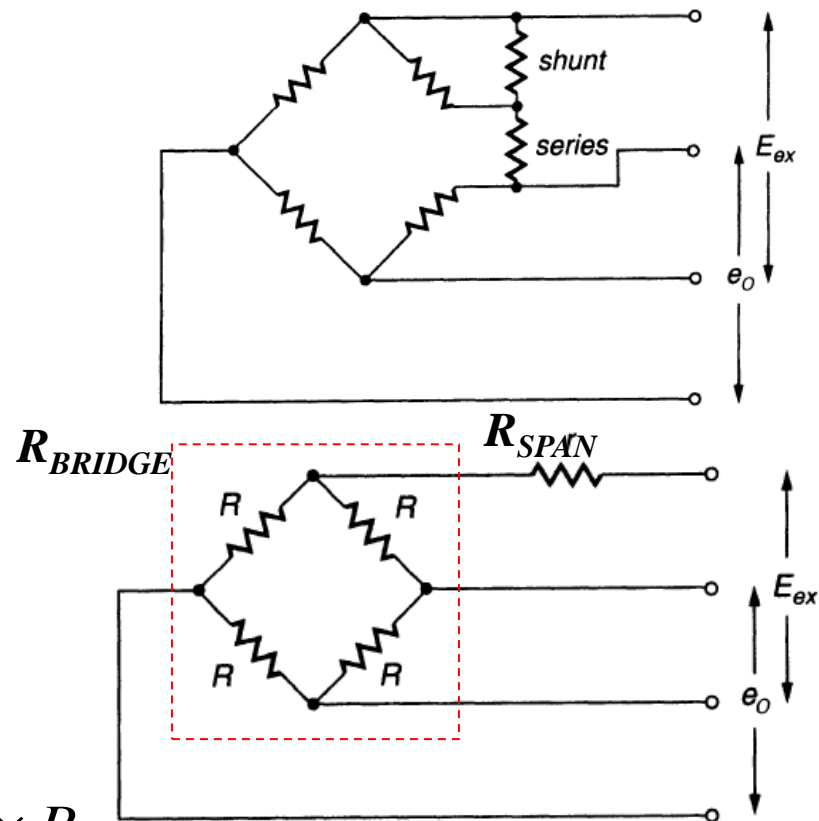 shunt
series
E_ex
e_O
R_BRIDGE
R_SPAN
R
R
R
R
E_ex
e_O